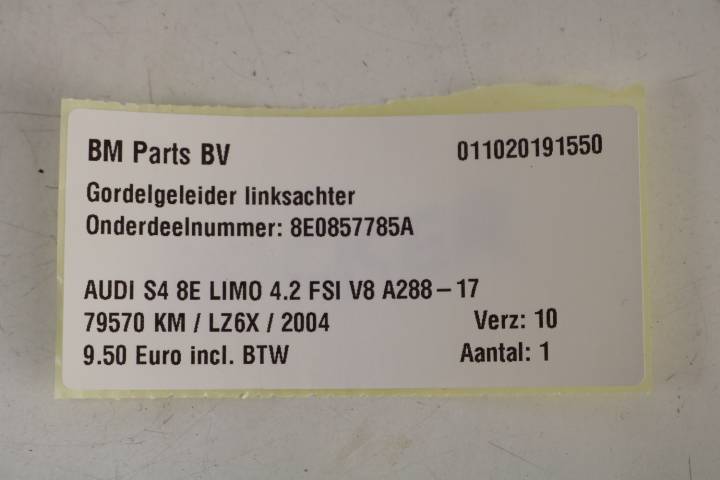 BM Parts BV 011020191550
Gordelgeleider linksachter
Onderdeelnummer: 8E0857785A
AUDI S4 8E LIMO 4.2 FSI V8 A288-17
79570 KM / LZ6X / 2004 Verz: 10
9.50 Euro incl. BTW Aantal: 1